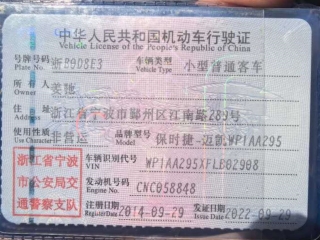 中华人民共和国机动车行驶证
Vehicle License of the People's Republic of China
号牌号码 浙B9D8E3 车辆类型 小型普通客车
Plate No. Vehicle Type
所有人 美驰
Owner
住址 浙江省宁波市鄞州区江南路289号
使用性质 非营运 品牌型号 保时捷-迈凯WP1AA295
Use Character
车辆识别代号 WP1AA295XFLB02908
VIN
发动机号码 CNC058848
Engine No.
注册日期 2014-09-29 发证日期 2022-09-29
Register Date Issue Date
浙江省宁波
市公安局交
通警察支队